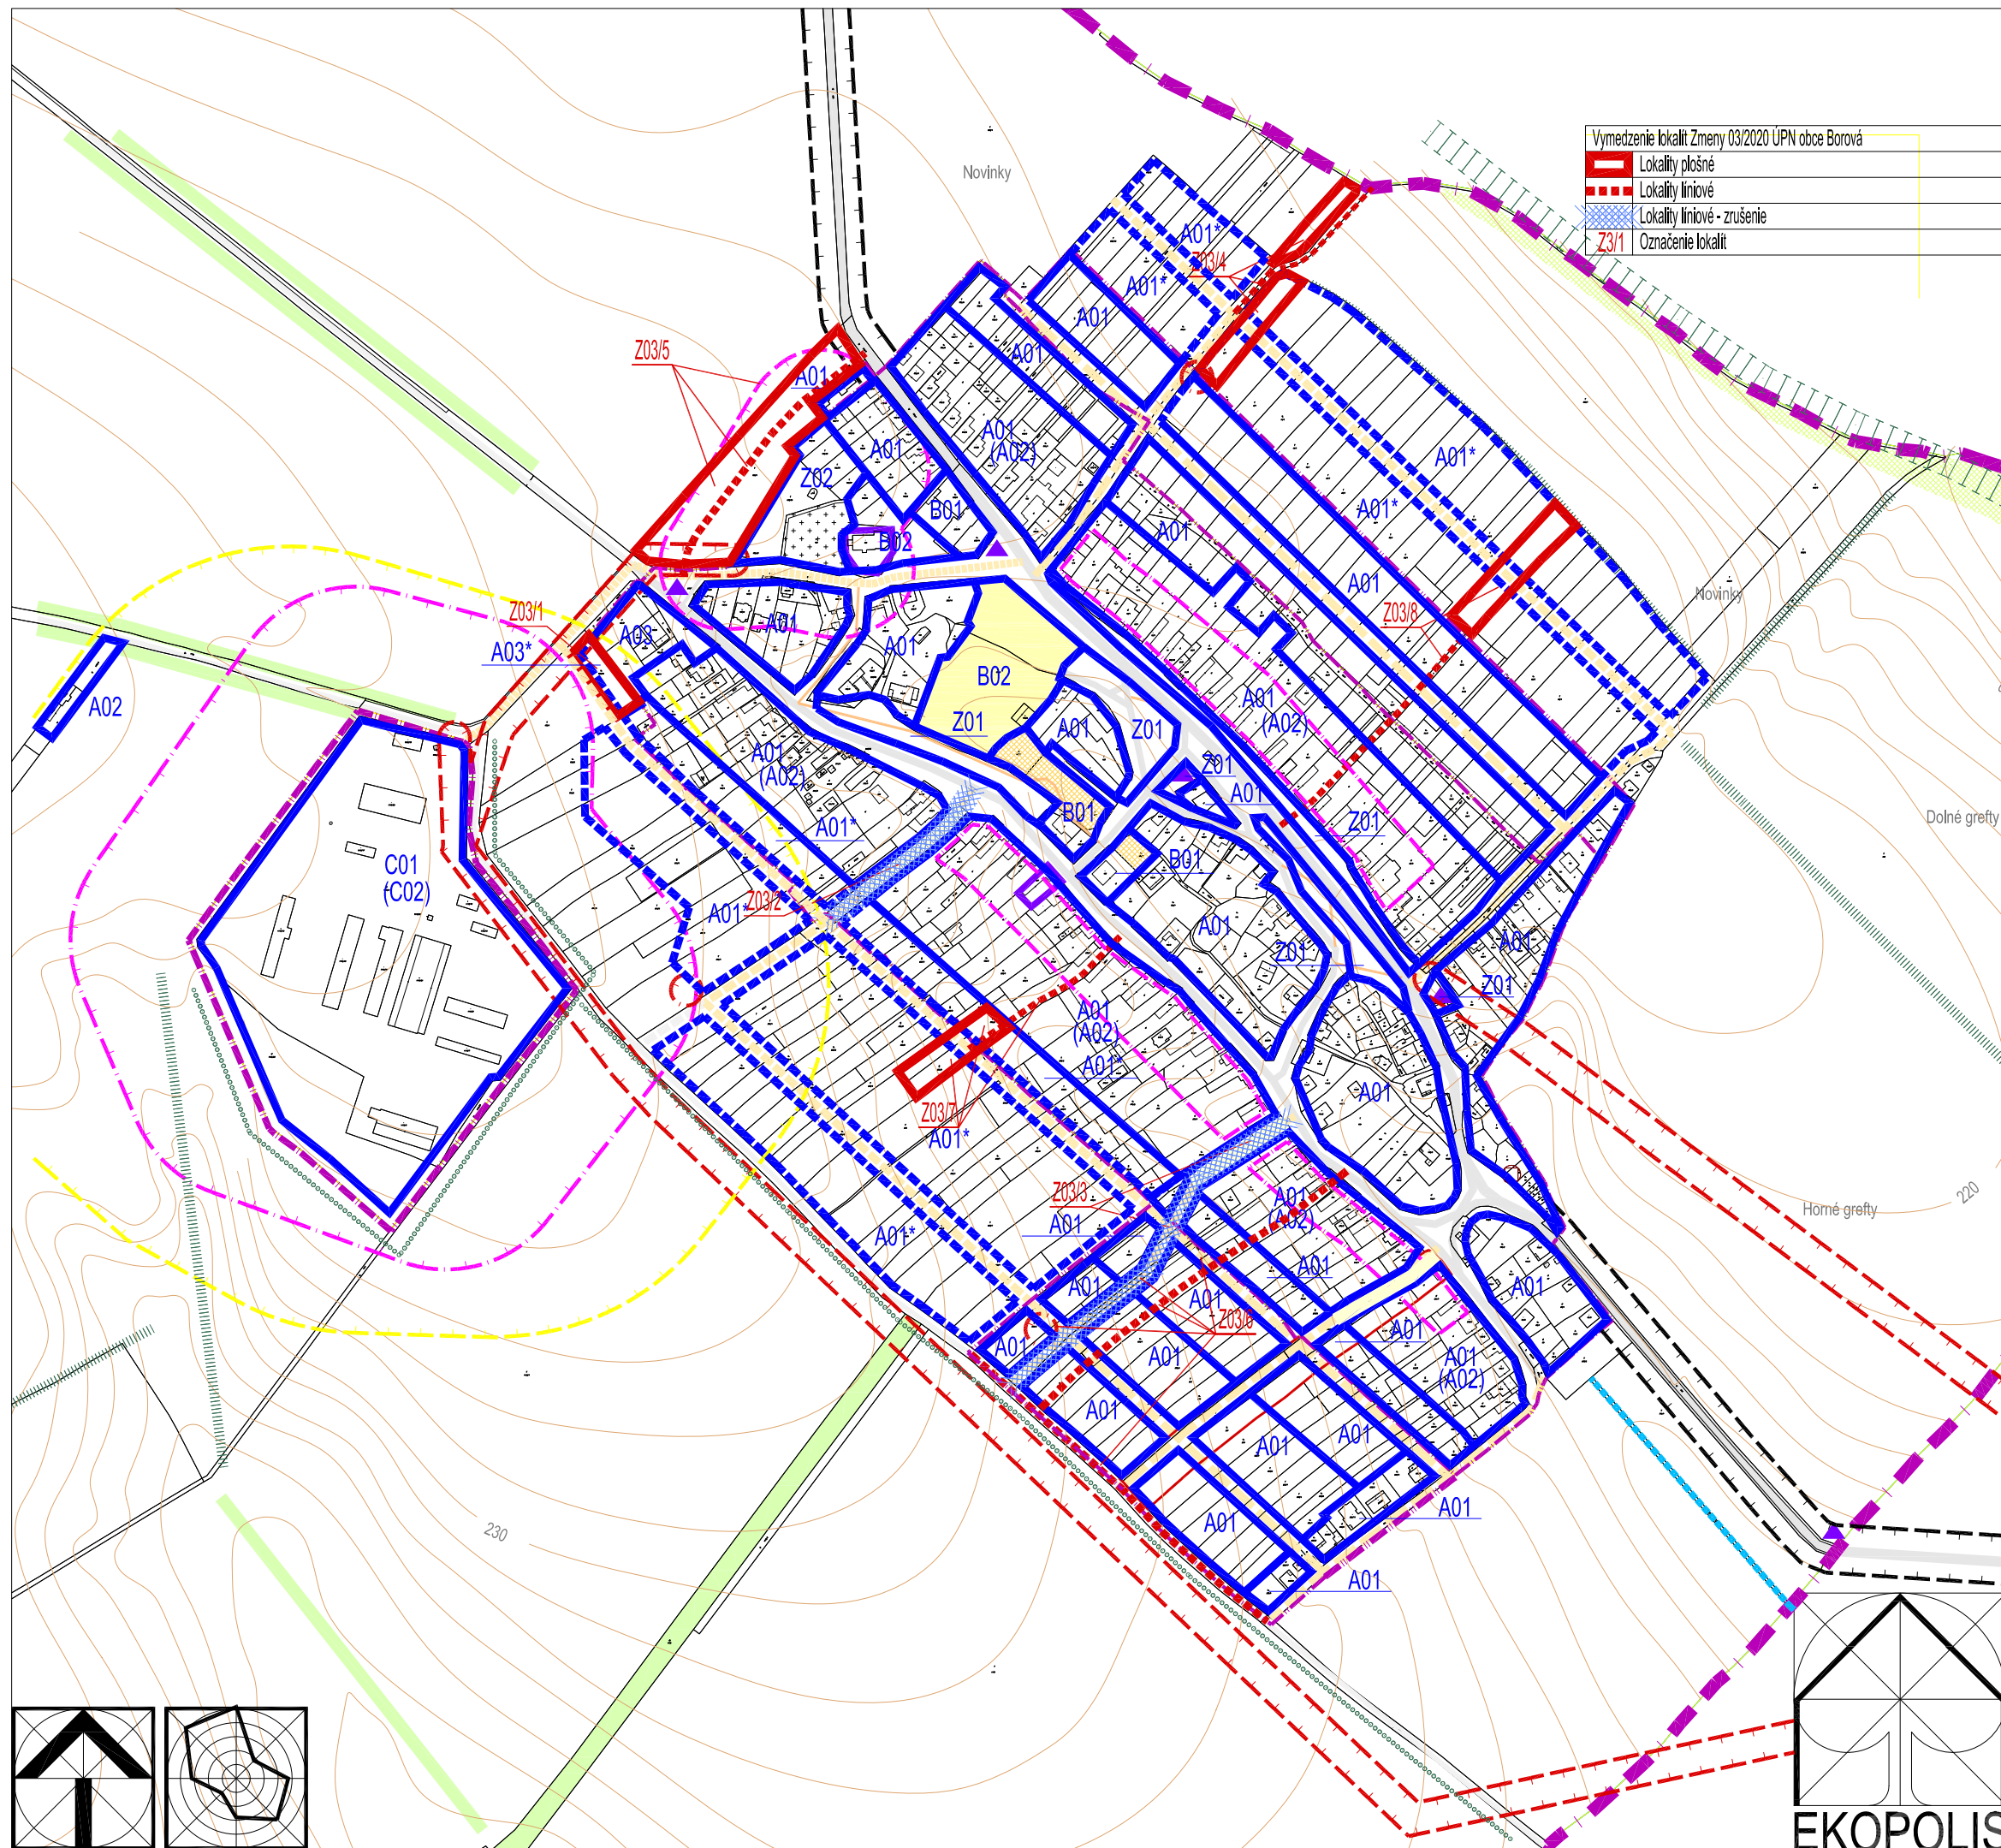 Vymedzenie lokalít Zmeny 03/2020 ÚPN obce Borová
Lokality plošné
Lokality líniové
Lokality líniové - zrušenie
Z3/1 Označenie lokalít
Novinky
A01*
Z03/4
A01*
A01
A01
Z03/5
A01
A01
(A02)
A01
Z02
A01*
A01*
B01
B02
A01
A01
Novinky
Z03/1
A03
A03*
A01
A01
Z03/8
B02
A02
Z01
A01
Z01
A01
(A02)
A01
(A02)
Z01
A01
Z01
A01*
B01
B01
Dolné grefty
C01
(C02)
Z03/2
A01*
A01
Z01
A01
Z01
A01
(A02)
A01*
A01
Z03/7
A01*
Z03/3
A01
A01
(A02)
Horné grefty
220
A01*
A01
A01
A01
A01
Z03/6
A01
A01
A01
A01
(A02)
A01
A01
A01
A01
A01
A01
230
EKOPOLIS